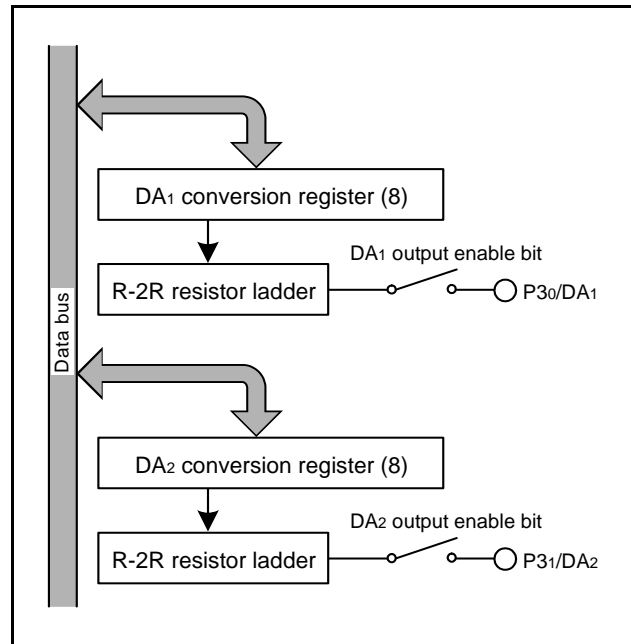 DA1 conversion register (8)
DA1 output enable bit
R-2R resistor ladder
P30/DA1
Data bus
DA2 conversion register (8)
DA2 output enable bit
R-2R resistor ladder
P31/DA2